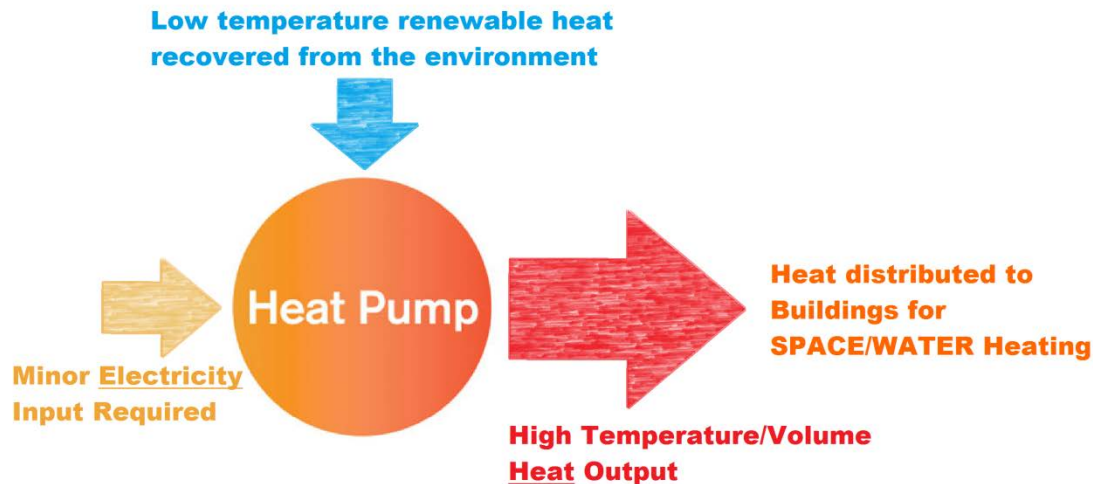 Low temperature renewable heat
recovered from the environment
Heat Pump
Minor Electricity
Input Required
Heat distributed to
Buildings for
SPACE/WATER Heating
High Temperature/Volume
Heat Output